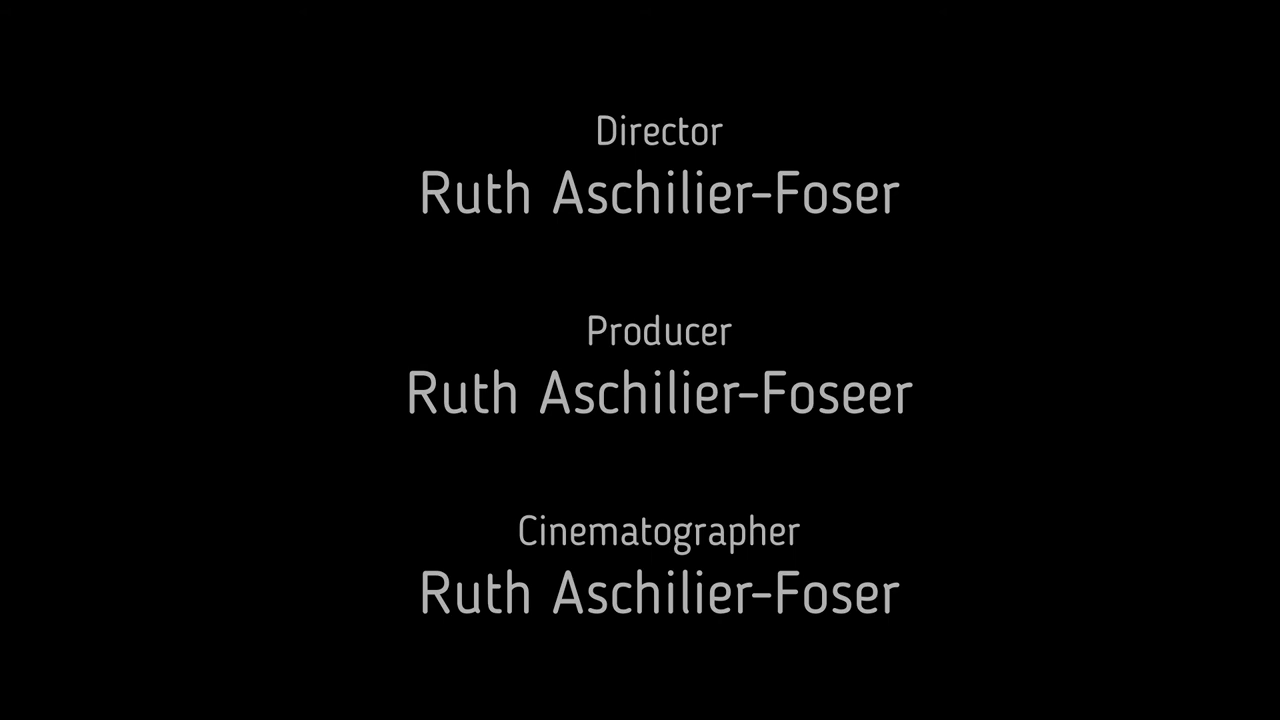 Director
Ruth Aschilier-Foser
Producer
Ruth Aschilier-Foseer
Cinematographer
Ruth Aschilier-Foser